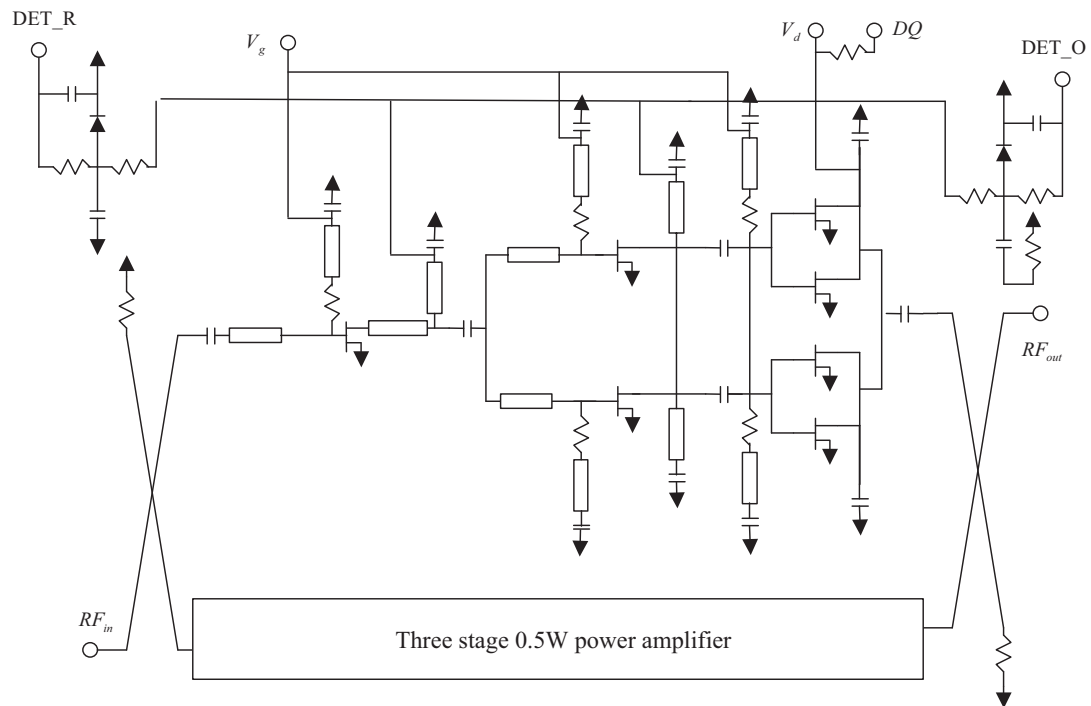 DET_R
V_g
V_d
DQ
DET_O
RF_out
RF_in
Three stage 0.5W power amplifier